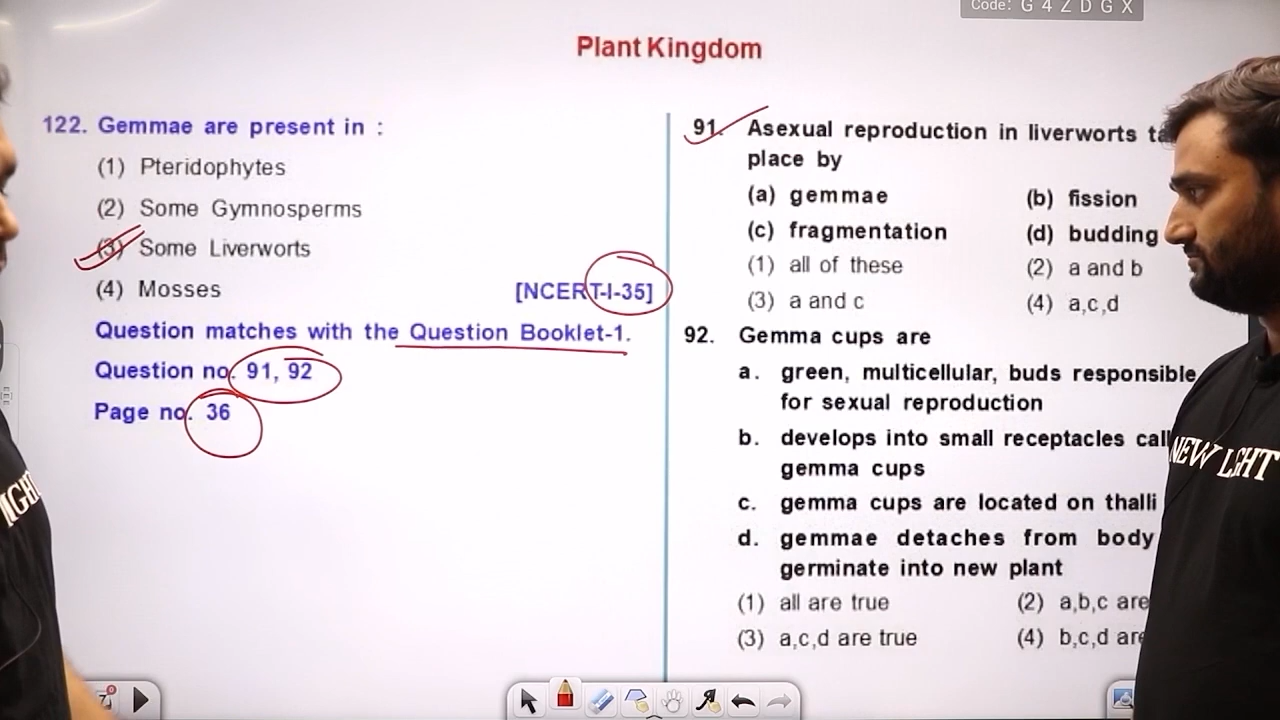 Code: G 4 Z D G X
Plant Kingdom
122. Gemmae are present in :
(1) Pteridophytes
(2) Some Gymnosperms
(3) Some Liverworts
(4) Mosses
[NCERT-I-35]
Question matches with the Question Booklet-1.
Question no. 91, 92
Page no. 36
91. Asexual reproduction in liverworts
place by
(a) gemmae (b) fission
(c) fragmentation (d) budding
(1) all of these (2) a and b
(3) a and c (4) a,c,d
92. Gemma cups are
a. green, multicellular, buds responsible
for sexual reproduction
b. develops into small receptacles
gemma cups
c. gemma cups are located on thalli
d. gemmae detaches from body
germinate into new plant
(1) all are true (2) a,b,c are
(3) a,c,d are true (4) b,c,d are
NEW LGHT